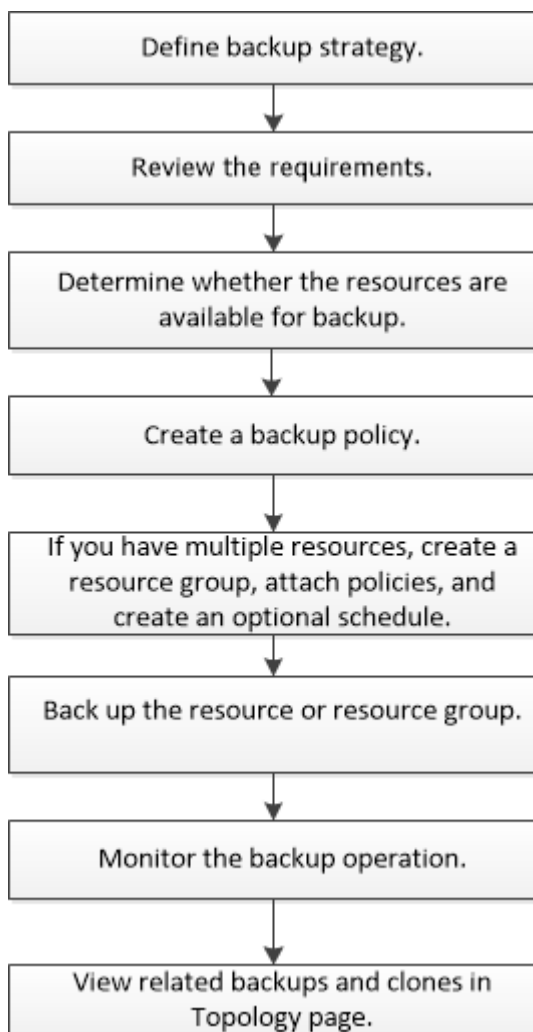 Define backup strategy.
Review the requirements.
Determine whether the resources are
available for backup.
Create a backup policy.
If you have multiple resources, create a
resource group, attach policies, and
create an optional schedule.
Back up the resource or resource group.
Monitor the backup operation.
View related backups and clones in
Topology page.